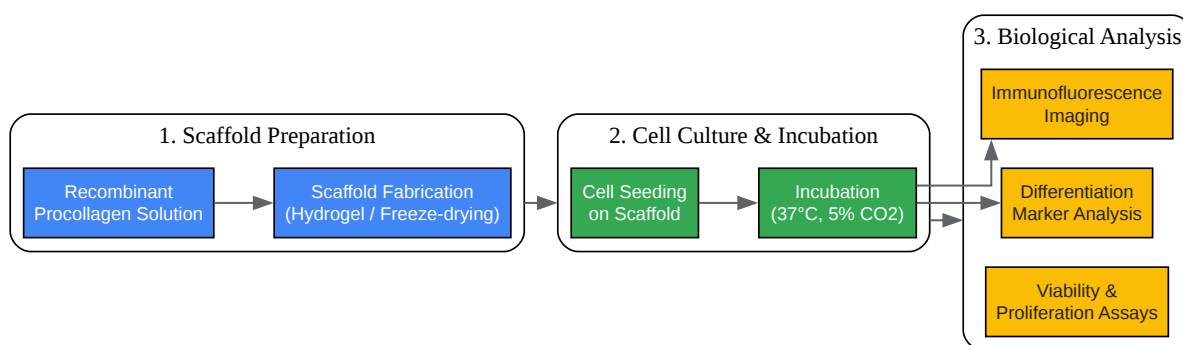 1. Scaffold Preparation
Recombinant
Procollagen Solution
Scaffold Fabrication
(Hydrogel / Freeze-drying)
2. Cell Culture & Incubation
Cell Seeding
on Scaffold
Incubation
(37°C, 5% CO2)
3. Biological Analysis
Immunofluorescence
Imaging
Differentiation
Marker Analysis
Viability &
Proliferation Assays